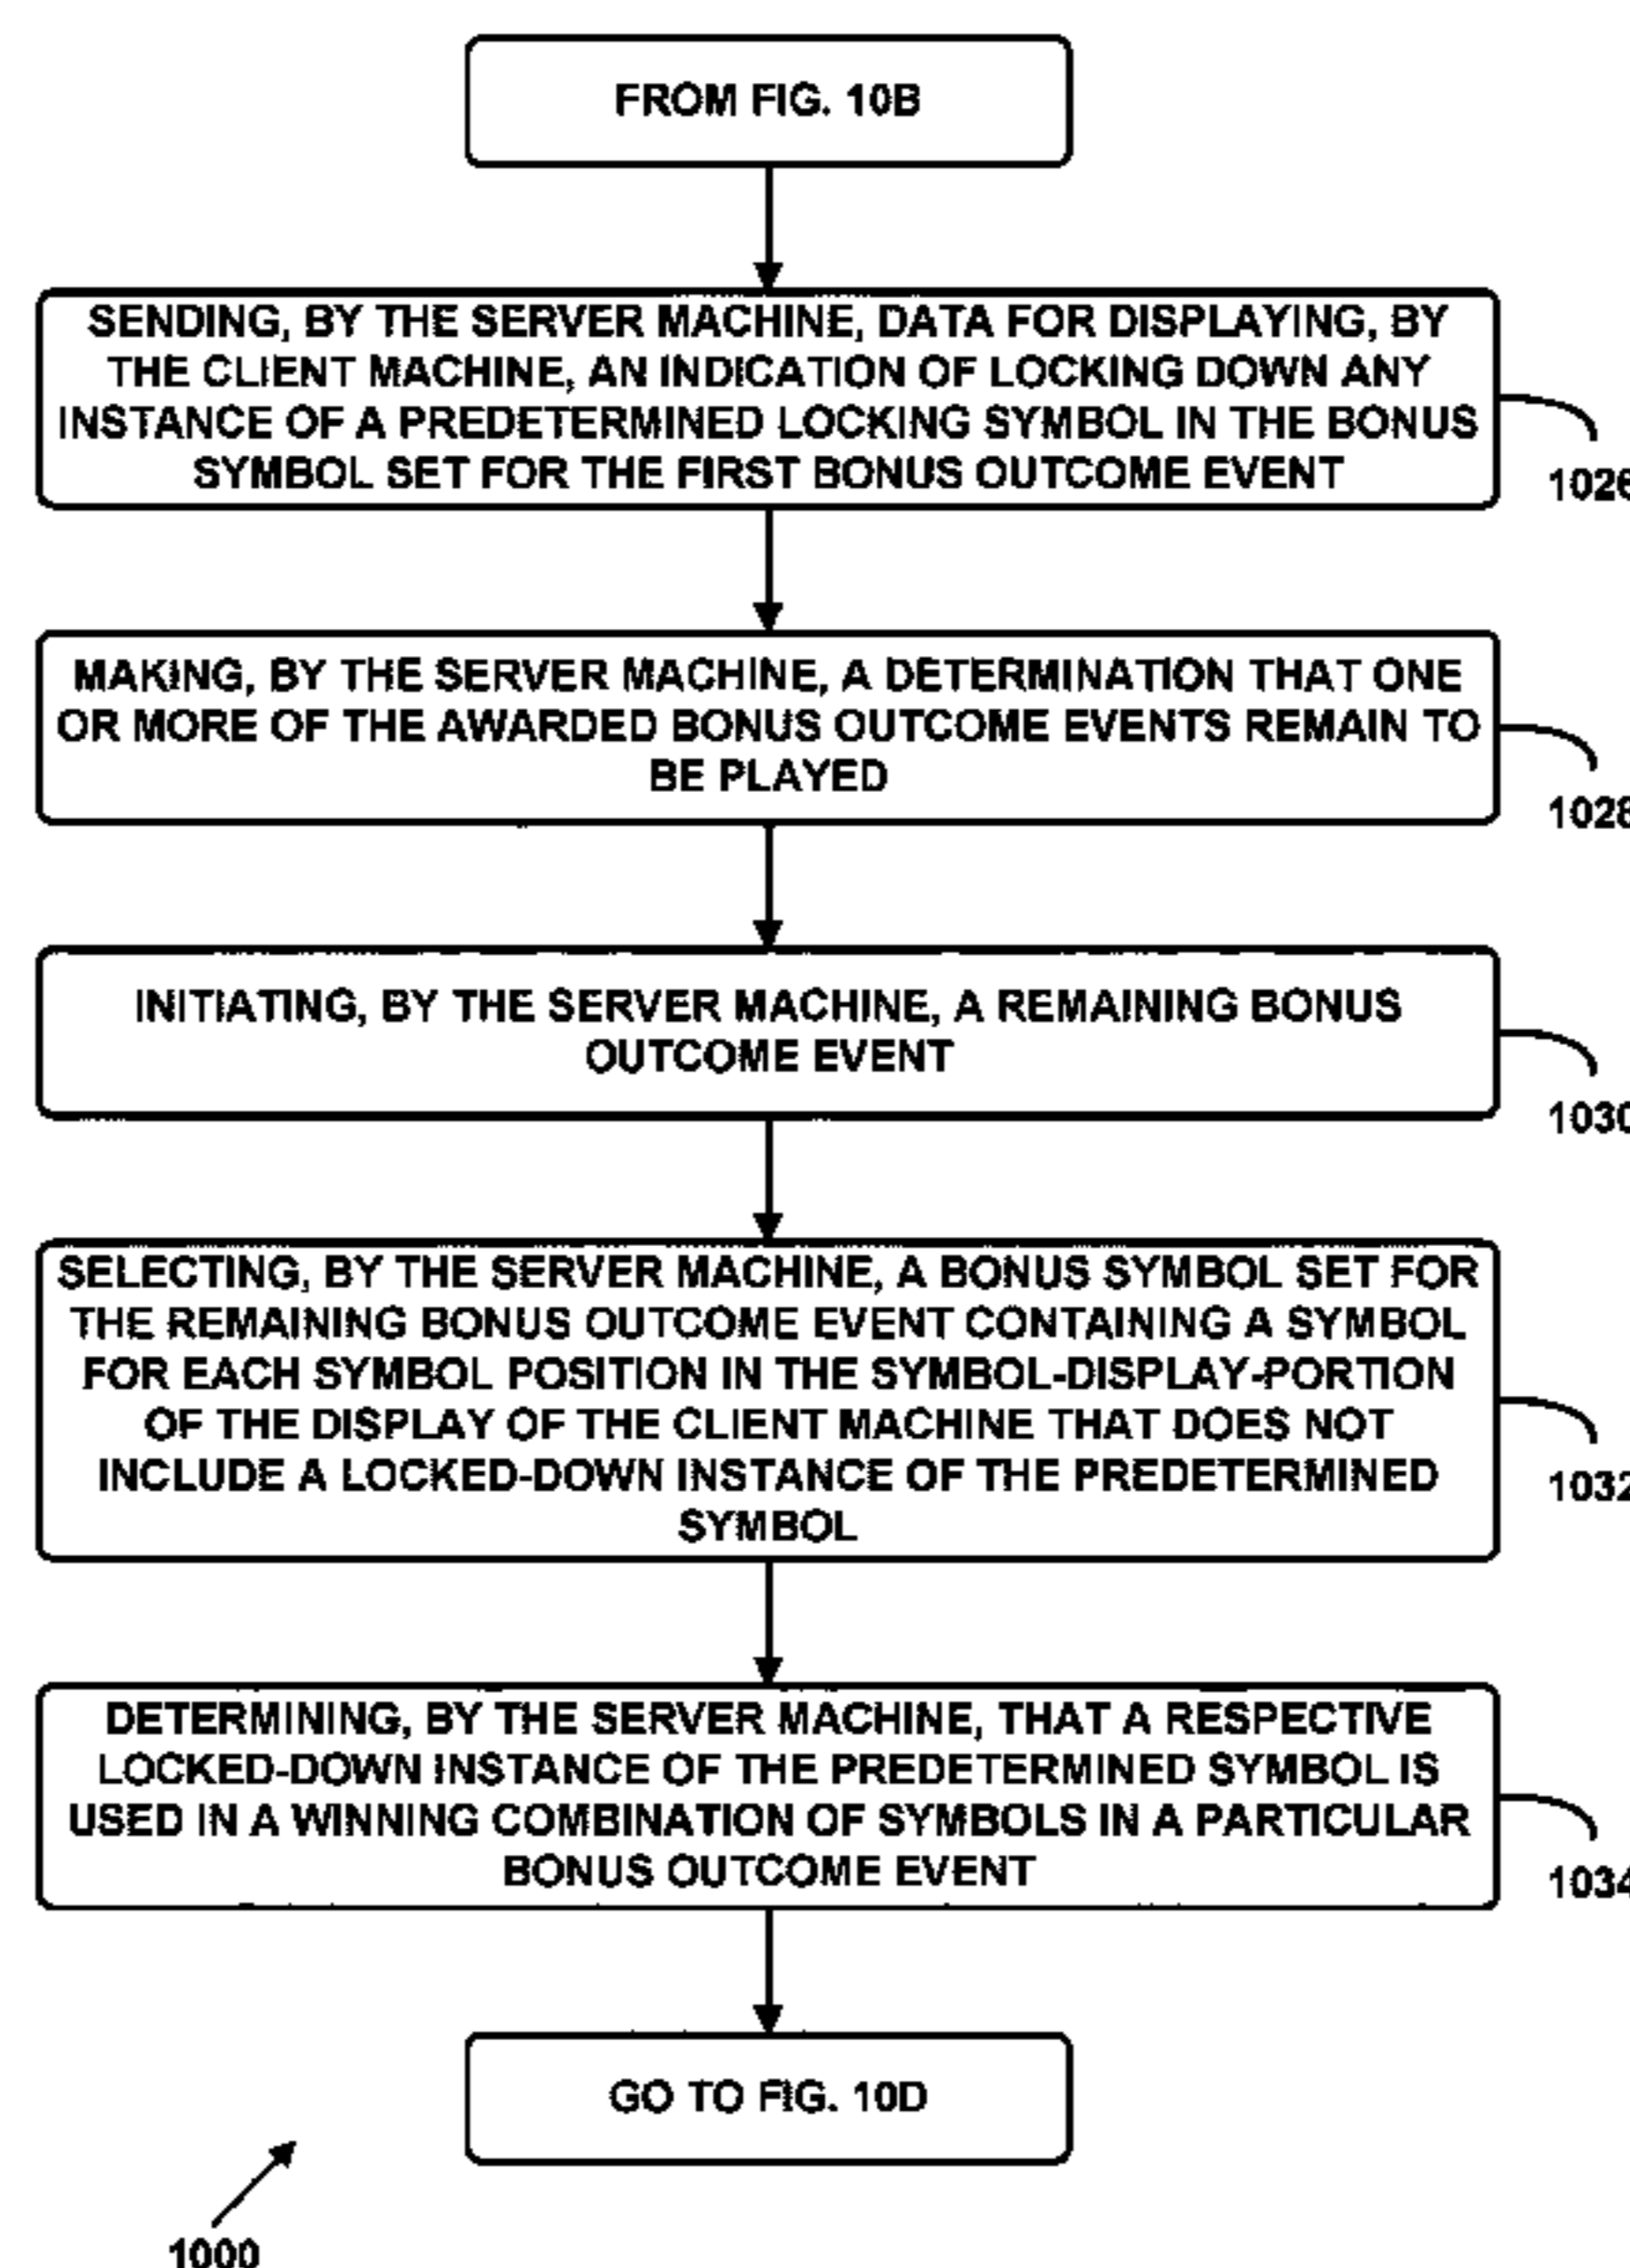 FROM FIG. 10B
SENDING, BY THE SERVER MACHINE, DATA FOR DISPLAYING, BY
THE CLIENT MACHINE, AN INDICATION OF LOCKING DOWN ANY
INSTANCE OF A PREDETERMINED LOCKING SYMBOL IN THE BONUS
SYMBOL SET FOR THE FIRST BONUS OUTCOME EVENT
1026
MAKING, BY THE SERVER MACHINE, A DETERMINATION THAT ONE
OR MORE OF THE AWARDED BONUS OUTCOME EVENTS REMAIN TO
BE PLAYED
1028
INITIATING, BY THE SERVER MACHINE, A REMAINING BONUS
OUTCOME EVENT
1030
SELECTING, BY THE SERVER MACHINE, A BONUS SYMBOL SET FOR
THE REMAINING BONUS OUTCOME EVENT CONTAINING A SYMBOL
FOR EACH SYMBOL POSITION IN THE SYMBOL-DISPLAY-PORTION
OF THE DISPLAY OF THE CLIENT MACHINE THAT DOES NOT
INCLUDE A LOCKED-DOWN INSTANCE OF THE PREDETERMINED
SYMBOL
1032
DETERMINING, BY THE SERVER MACHINE, THAT A RESPECTIVE
LOCKED-DOWN INSTANCE OF THE PREDETERMINED SYMBOL IS
USED IN A WINNING COMBINATION OF SYMBOLS IN A PARTICULAR
BONUS OUTCOME EVENT
1034
GO TO FIG. 10D
1000